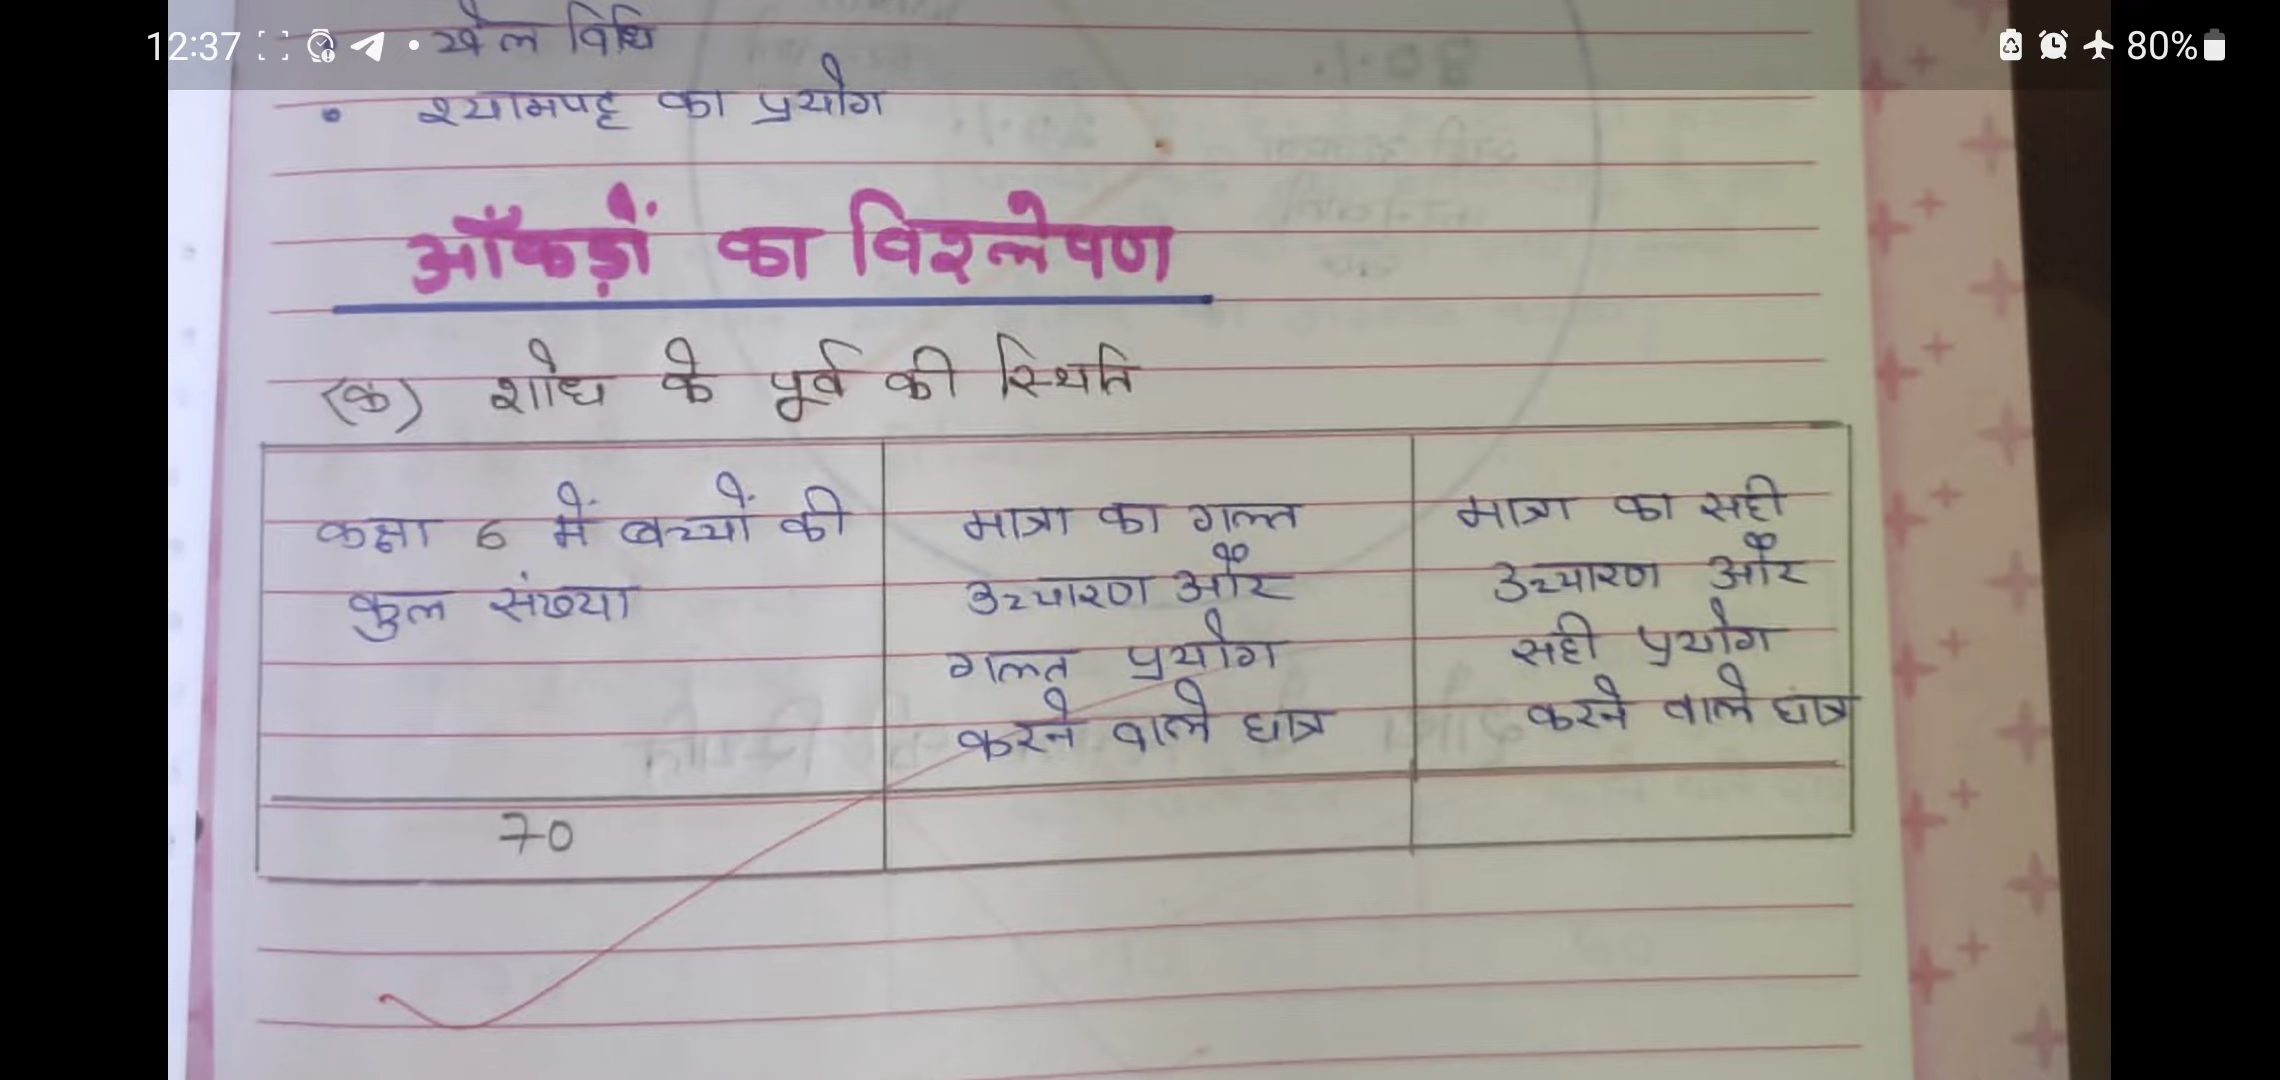 12:37
80%
खेल विधि
• श्यामपट्ट का प्रयोग
आँकड़ों का विश्लेषण
(क) शोध के पूर्व की स्थिति
कक्षा 6 में बच्चों की
कुल संख्या
मात्रा का गलत
उच्चारण और
गलत प्रयोग
करने वाले छात्र
मात्रा का सही
उच्चारण और
सही प्रयोग
करने वाले छात्र
70